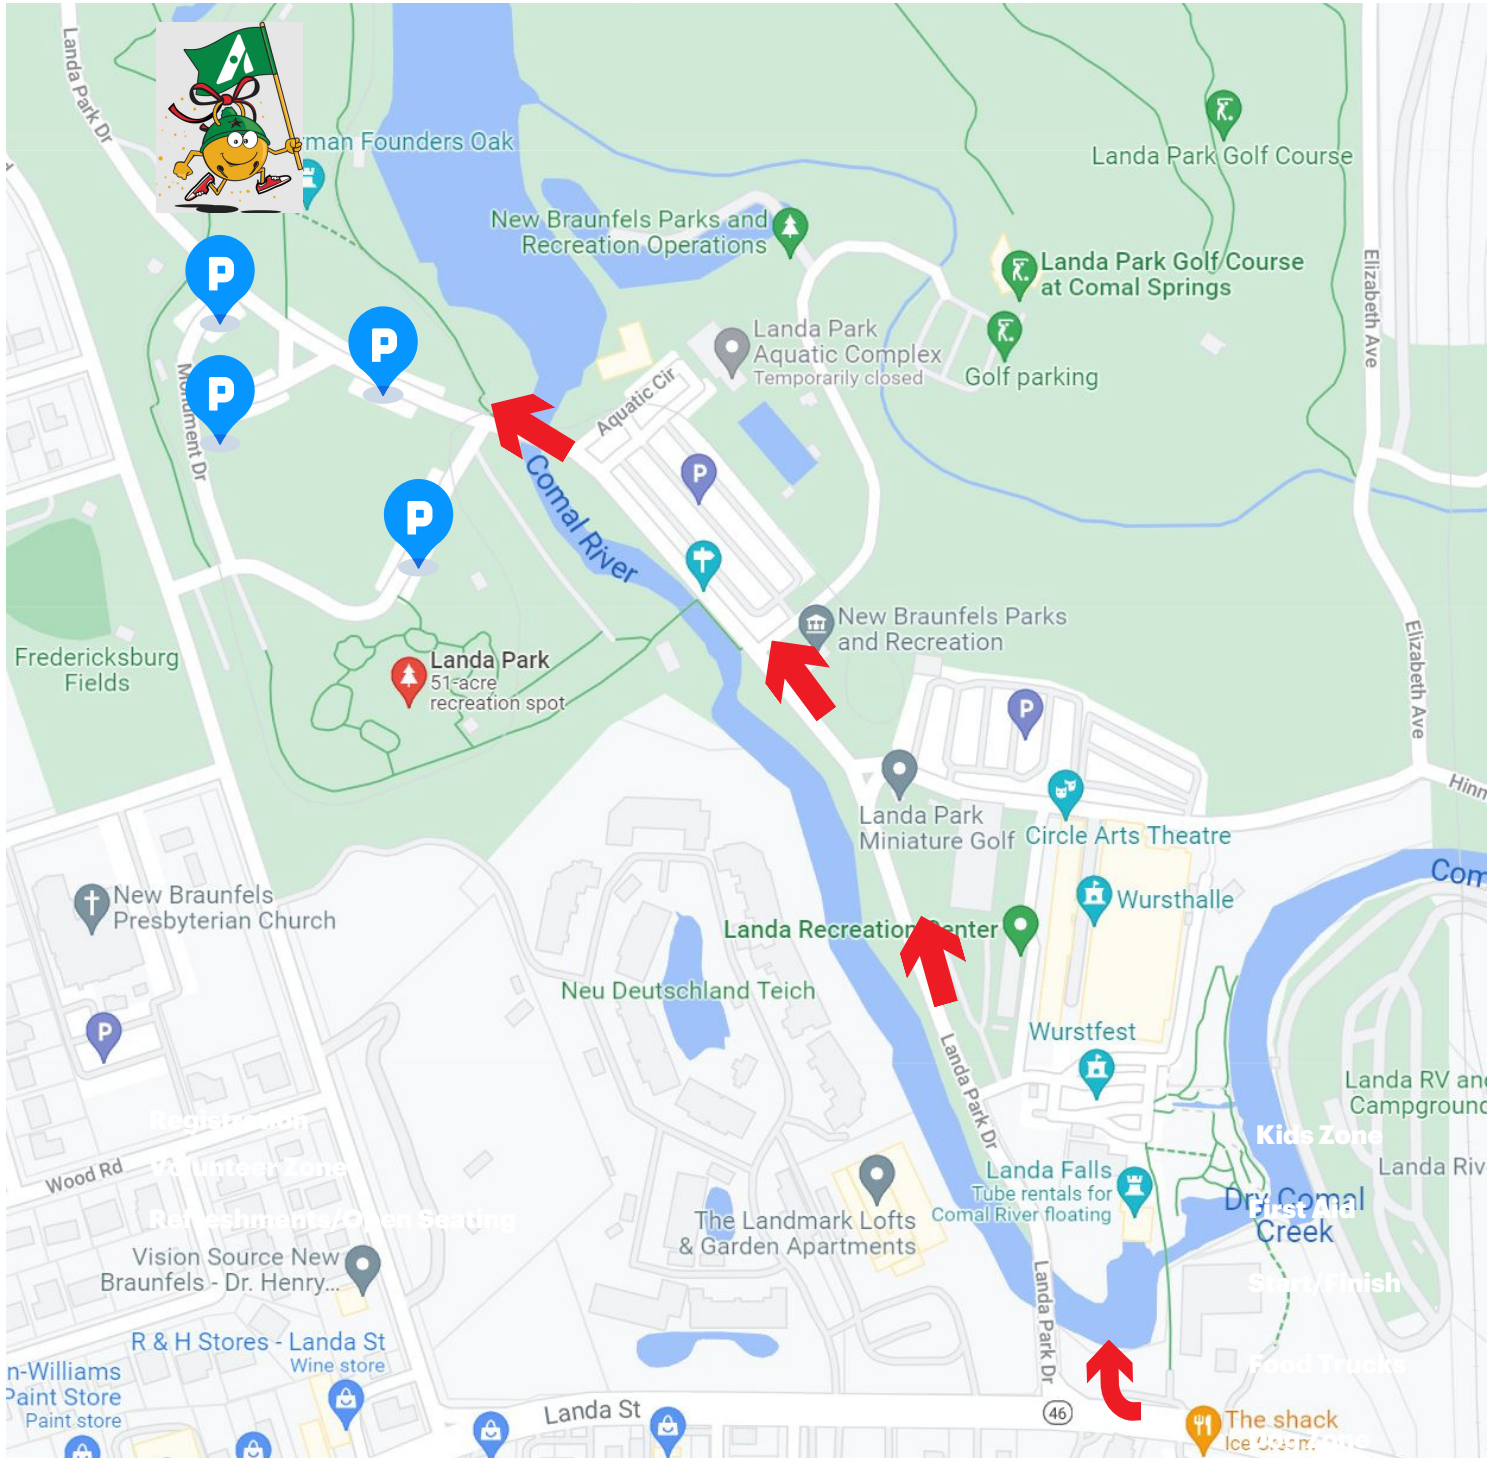 Landa Park Dr
rman Founders Oak
Landa Park Golf Course
New Braunfels Parks and
Recreation Operations
Landa Park Golf Course
at Comal Springs
Elizabeth Ave
P
P
P
Landa Park
Aquatic Complex
Temporarily closed
Golf parking
Aquatic Cir
Monument Dr
P
P
Comal River
New Braunfels Parks
and Recreation
Elizabeth Ave
Fredericksburg
Fields
Landa Park
51-acre
recreation spot
P
Hinm
Landa Park
Miniature Golf
Circle Arts Theatre
Com
New Braunfels
Presbyterian Church
Wursthalle
Landa Recreation Center
Neu Deutschland Teich
P
Wurstfest
Landa Park Dr
Landa RV and
Campground
Registration
Kids Zone
Volunteer Zone
Wood Rd
Landa Falls
Tube rentals for
Comal River floating
Landa Riv
Dry Comal
Creek
First Aid
Refreshments/Open Seating
The Landmark Lofts
& Garden Apartments
Vision Source New
Braunfels - Dr. Henry...
Start/Finish
Landa Park Dr
R & H Stores - Landa St
Wine store
Food Trucks
n-Williams
Paint Store
Paint store
Landa St
46
The shack
Ice Cream
Zone